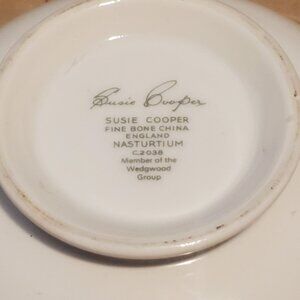 Susie Cooper
SUSIE COOPER
FINE BONE CHINA
ENGLAND
NASTURTIUM
C.2038
Member of the
Wedgwood
Group